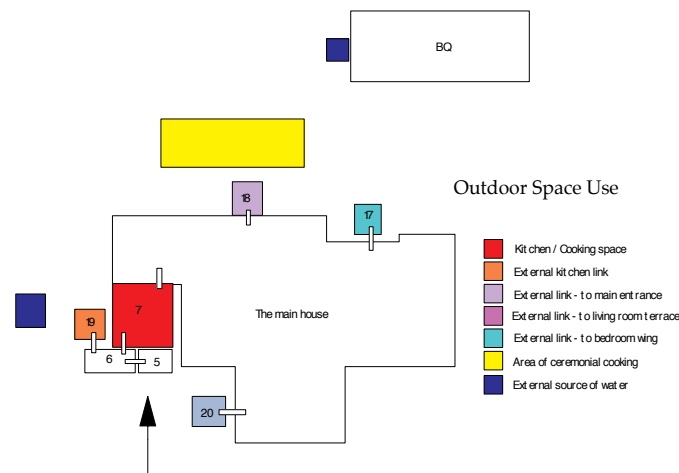 BQ
Outdoor Space Use
18
17
Kitchen / Cooking space
External kitchen link
External link - to main entrance
External link - to living room terrace
External link - to bedroom wing
Area of ceremonial cooking
External source of water
7
The main house
19
6
5
20